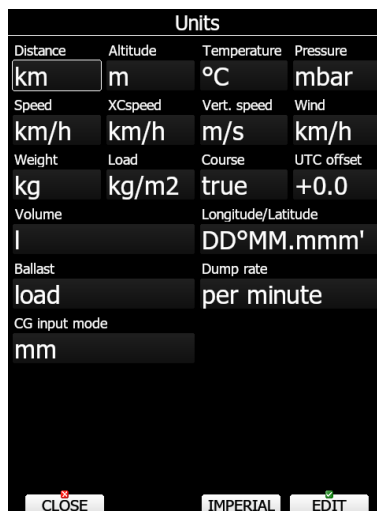 Units
Distance Altitude Temperature Pressure
km m °C mbar
Speed XCspeed Vert. speed Wind
km/h km/h m/s km/h
Weight Load Course UTC offset
kg kg/m2 true +0.0
Volume Longitude/Latitude
l DD°MM.mmm'
Ballast Dump rate
load per minute
CG input mode
mm
CLOSE IMPERIAL EDIT